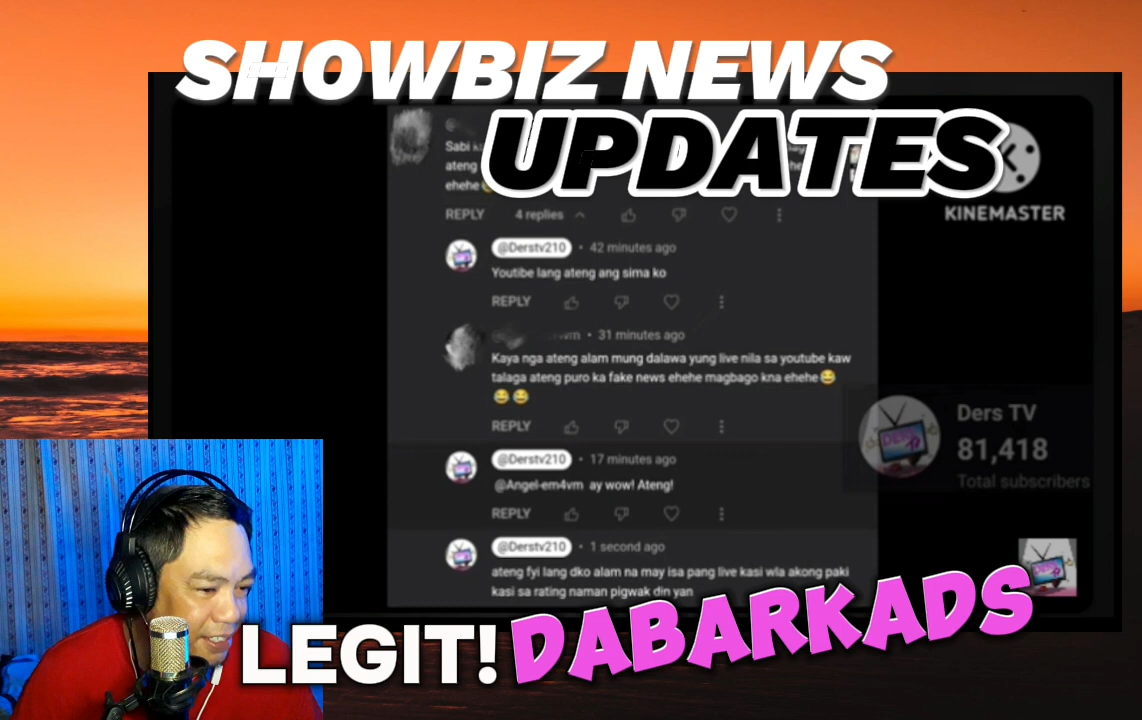 SHOWBIZ NEWS
UPDATES
Sabi
ateng
ehehe
REPLY 4 replies
KINEMASTER
@Derstv210 • 42 minutes ago
Youtibe lang ateng ang sima ko
REPLY
• 31 minutes ago
Kaya nga ateng alam mung dalawa yung live nila sa youtube kaw
talaga ateng puro ka fake news ehehe magbago kna ehehe😂
😂😂
REPLY
Ders TV
81,418
Total subscribers
@Derstv210 • 17 minutes ago
@Angel-em4vm ay wow! Ateng!
REPLY
@Derstv210 • 1 second ago
ateng fyi lang dko alam na may isa pang live kasi wla akong paki
kasi sa rating naman pigwak din yan
LEGIT! DABARKADS